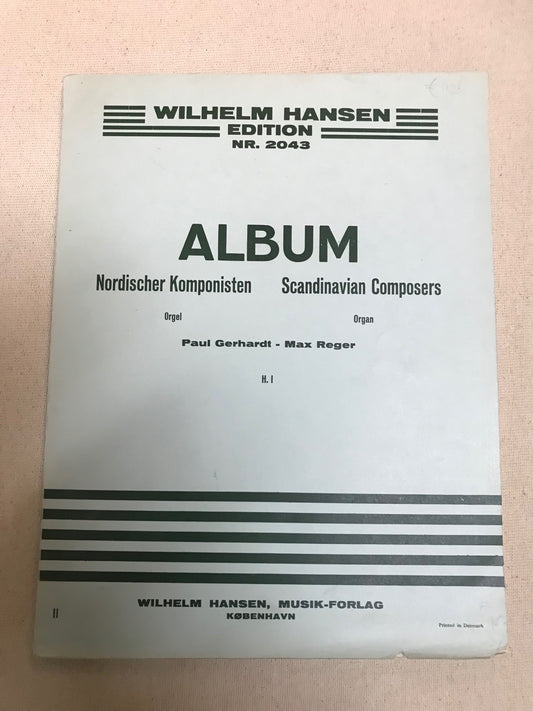 WILHELM HANSEN
EDITION
NR. 2043
ALBUM
Nordischer Komponisten Scandinavian Composers
Orgel Organ
Paul Gerhardt - Max Reger
H. I
WILHELM HANSEN, MUSIK-FORLAG
KØBENHAVN
II
Printed in Denmark